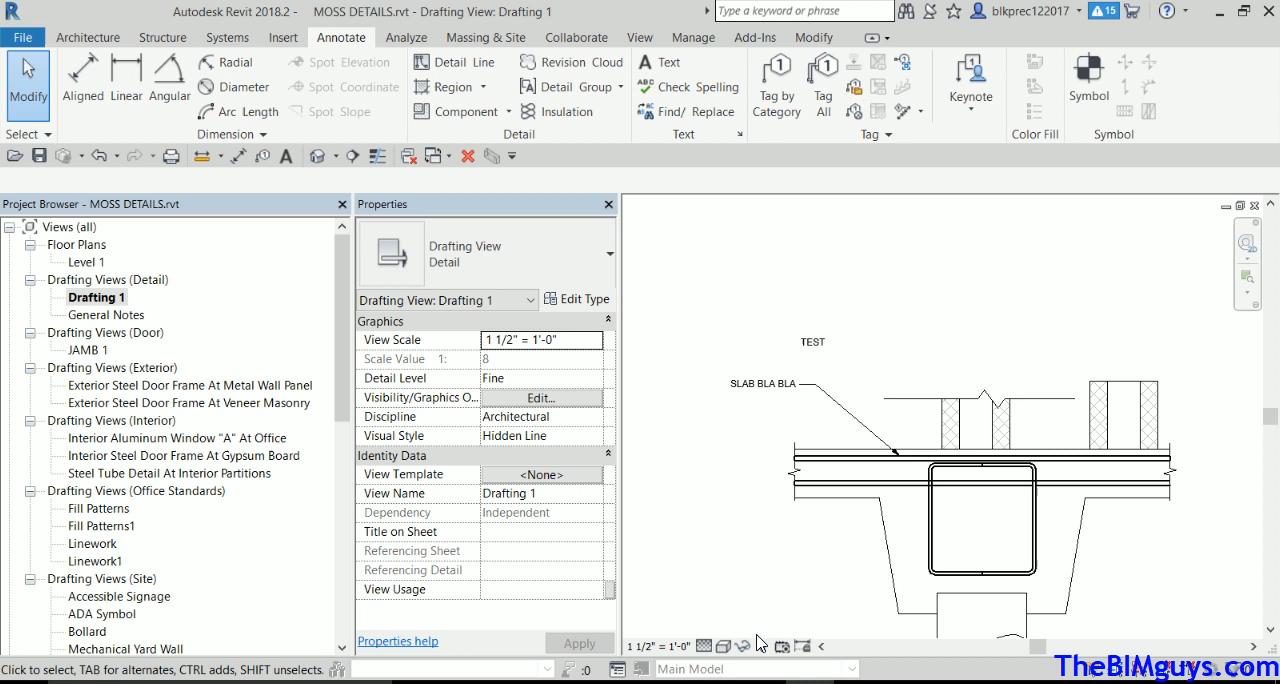 Autodesk Revit 2018.2 - MOSS DETAILS.rvt - Drafting View: Drafting 1
Type a keyword or phrase
blkprec122017
15
File Architecture Structure Systems Insert Annotate Analyze Massing & Site Collaborate View Manage Add-Ins Modify
Modify
Select
Aligned
Linear
Angular
Radial
Diameter
Arc Length
Spot Elevation
Spot Coordinate
Spot Slope
Dimension
Detail Line
Region
Component
Revision Cloud
Detail Group
Insulation
Detail
A Text
ABC Check Spelling
Find/ Replace
Text
Tag by
Category
Tag
All
Tag
Keynote
Color Fill
Symbol
Symbol
Project Browser - MOSS DETAILS.rvt
Views (all)
Floor Plans
Level 1
Drafting Views (Detail)
Drafting 1
General Notes
Drafting Views (Door)
JAMB 1
Drafting Views (Exterior)
Exterior Steel Door Frame At Metal Wall Panel
Exterior Steel Door Frame At Veneer Masonry
Drafting Views (Interior)
Interior Aluminum Window "A" At Office
Interior Steel Door Frame At Gypsum Board
Steel Tube Detail At Interior Partitions
Drafting Views (Office Standards)
Fill Patterns
Fill Patterns1
Linework
Linework1
Drafting Views (Site)
Accessible Signage
ADA Symbol
Bollard
Mechanical Yard Wall
Properties
Drafting View
Detail
Drafting View: Drafting 1
Edit Type
Graphics
View Scale 1 1/2" = 1'-0"
Scale Value 1: 8
Detail Level Fine
Visibility/Graphics O... Edit...
Discipline Architectural
Visual Style Hidden Line
Identity Data
View Template <None>
View Name Drafting 1
Dependency Independent
Title on Sheet
Referencing Sheet
Referencing Detail
View Usage
Properties help
Apply
TEST
SLAB BLA BLA
1 1/2" = 1'-0"
Click to select, TAB for alternates, CTRL adds, SHIFT unselects.
:0
Main Model
TheBIMguys.com